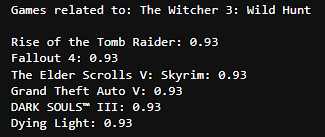 Games related to: The Witcher 3: Wild Hunt
Rise of the Tomb Raider: 0.93
Fallout 4: 0.93
The Elder Scrolls V: Skyrim: 0.93
Grand Theft Auto V: 0.93
DARK SOULS™ III: 0.93
Dying Light: 0.93